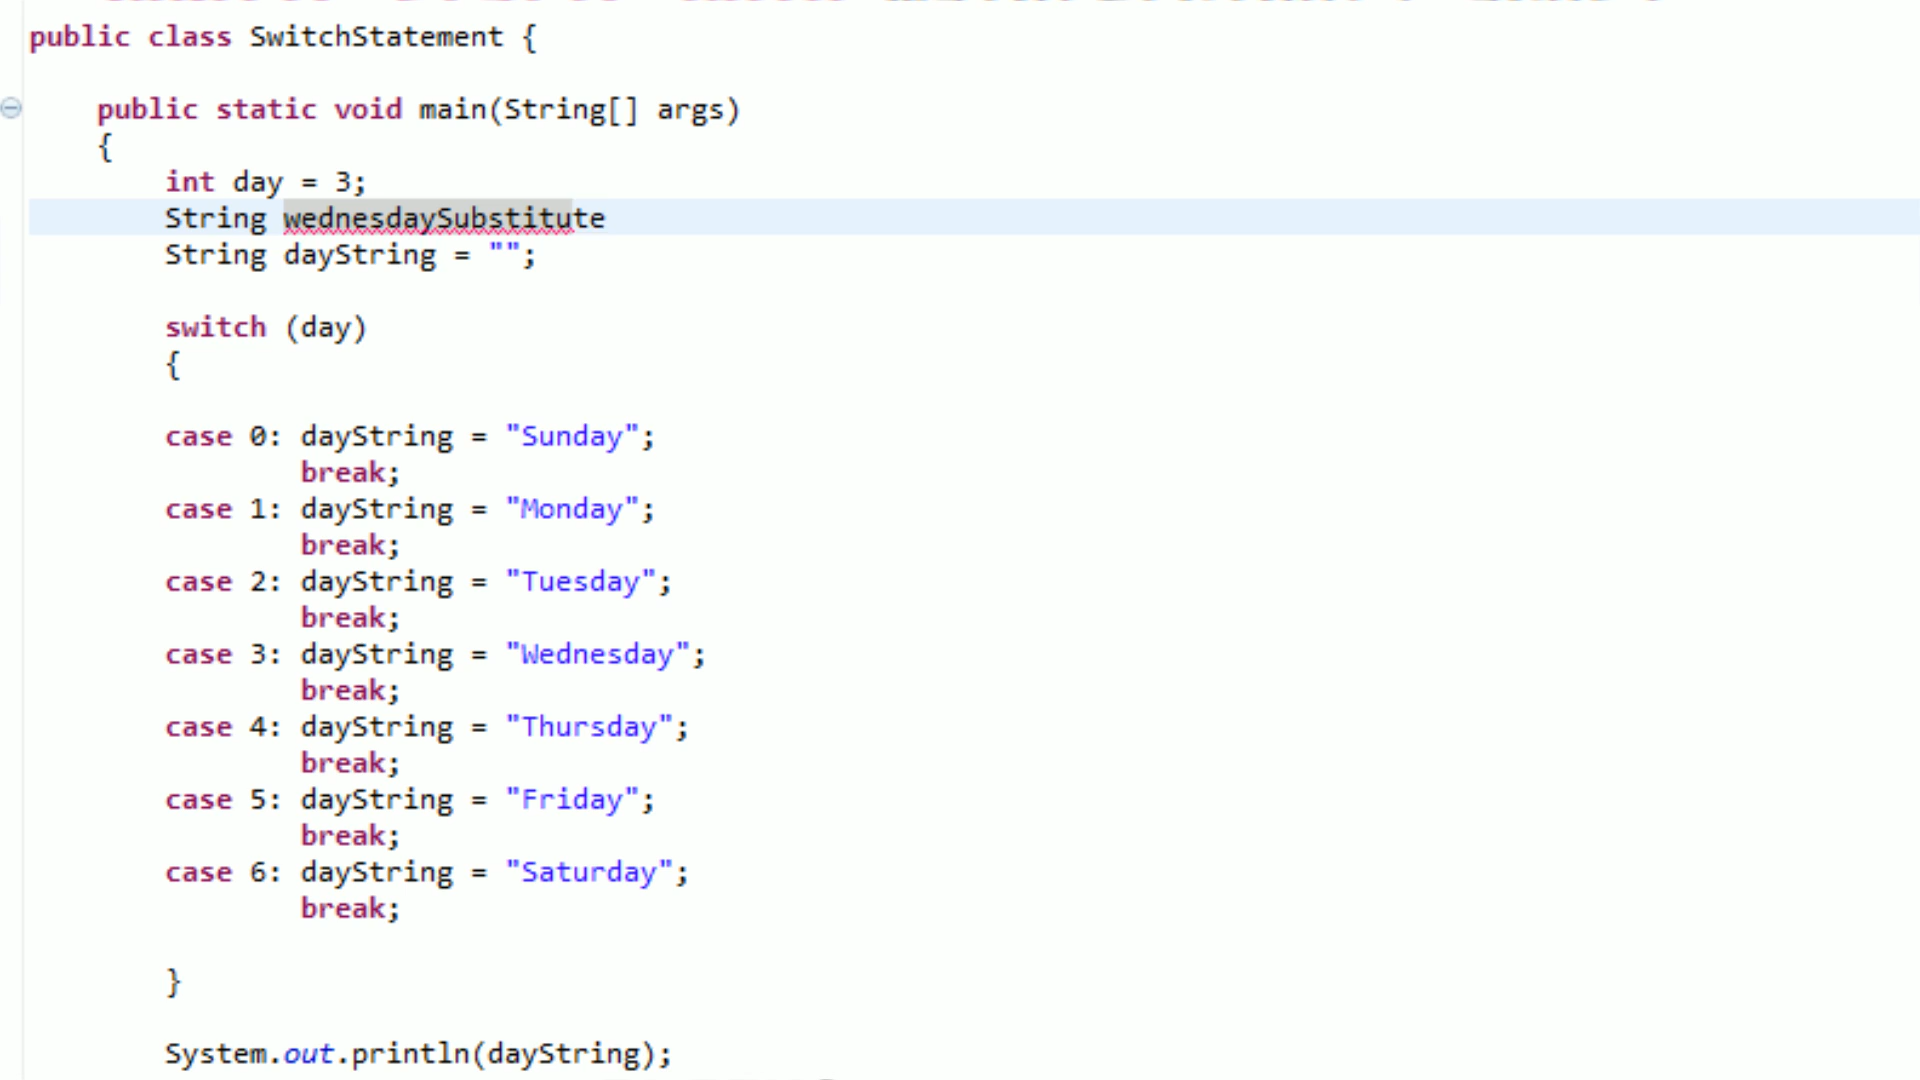 public class SwitchStatement {
public static void main(String[] args)
{
int day = 3;
String wednesdaySubstitute
String dayString = "";
switch (day)
{
case 0: dayString = "Sunday";
break;
case 1: dayString = "Monday";
break;
case 2: dayString = "Tuesday";
break;
case 3: dayString = "Wednesday";
break;
case 4: dayString = "Thursday";
break;
case 5: dayString = "Friday";
break;
case 6: dayString = "Saturday";
break;
}
System.out.println(dayString);